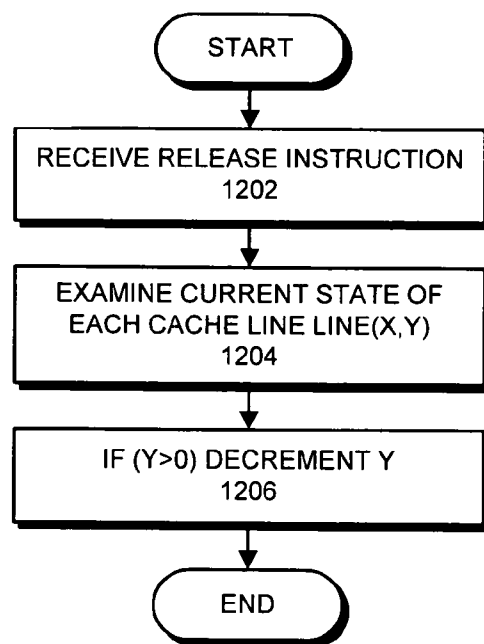 START
RECEIVE RELEASE INSTRUCTION
1202
EXAMINE CURRENT STATE OF
EACH CACHE LINE LINE(X,Y)
1204
IF (Y>0) DECREMENT Y
1206
END